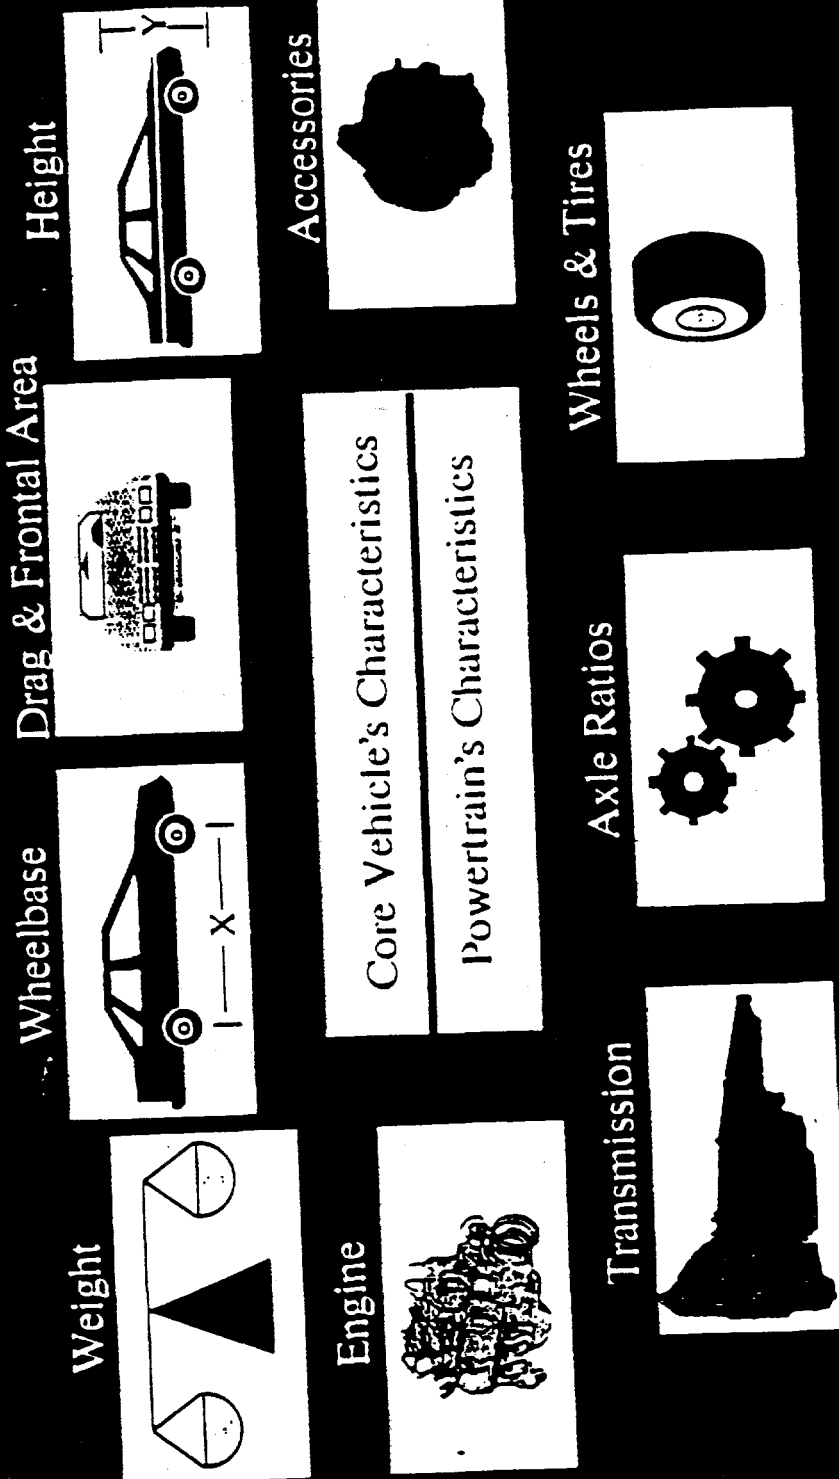 Weight
Wheelbase
X
Drag & Frontal Area
Height
Y
Core Vehicle's Characteristics
Powertrain's Characteristics
Engine
Accessories
Transmission
Axle Ratios
Wheels & Tires